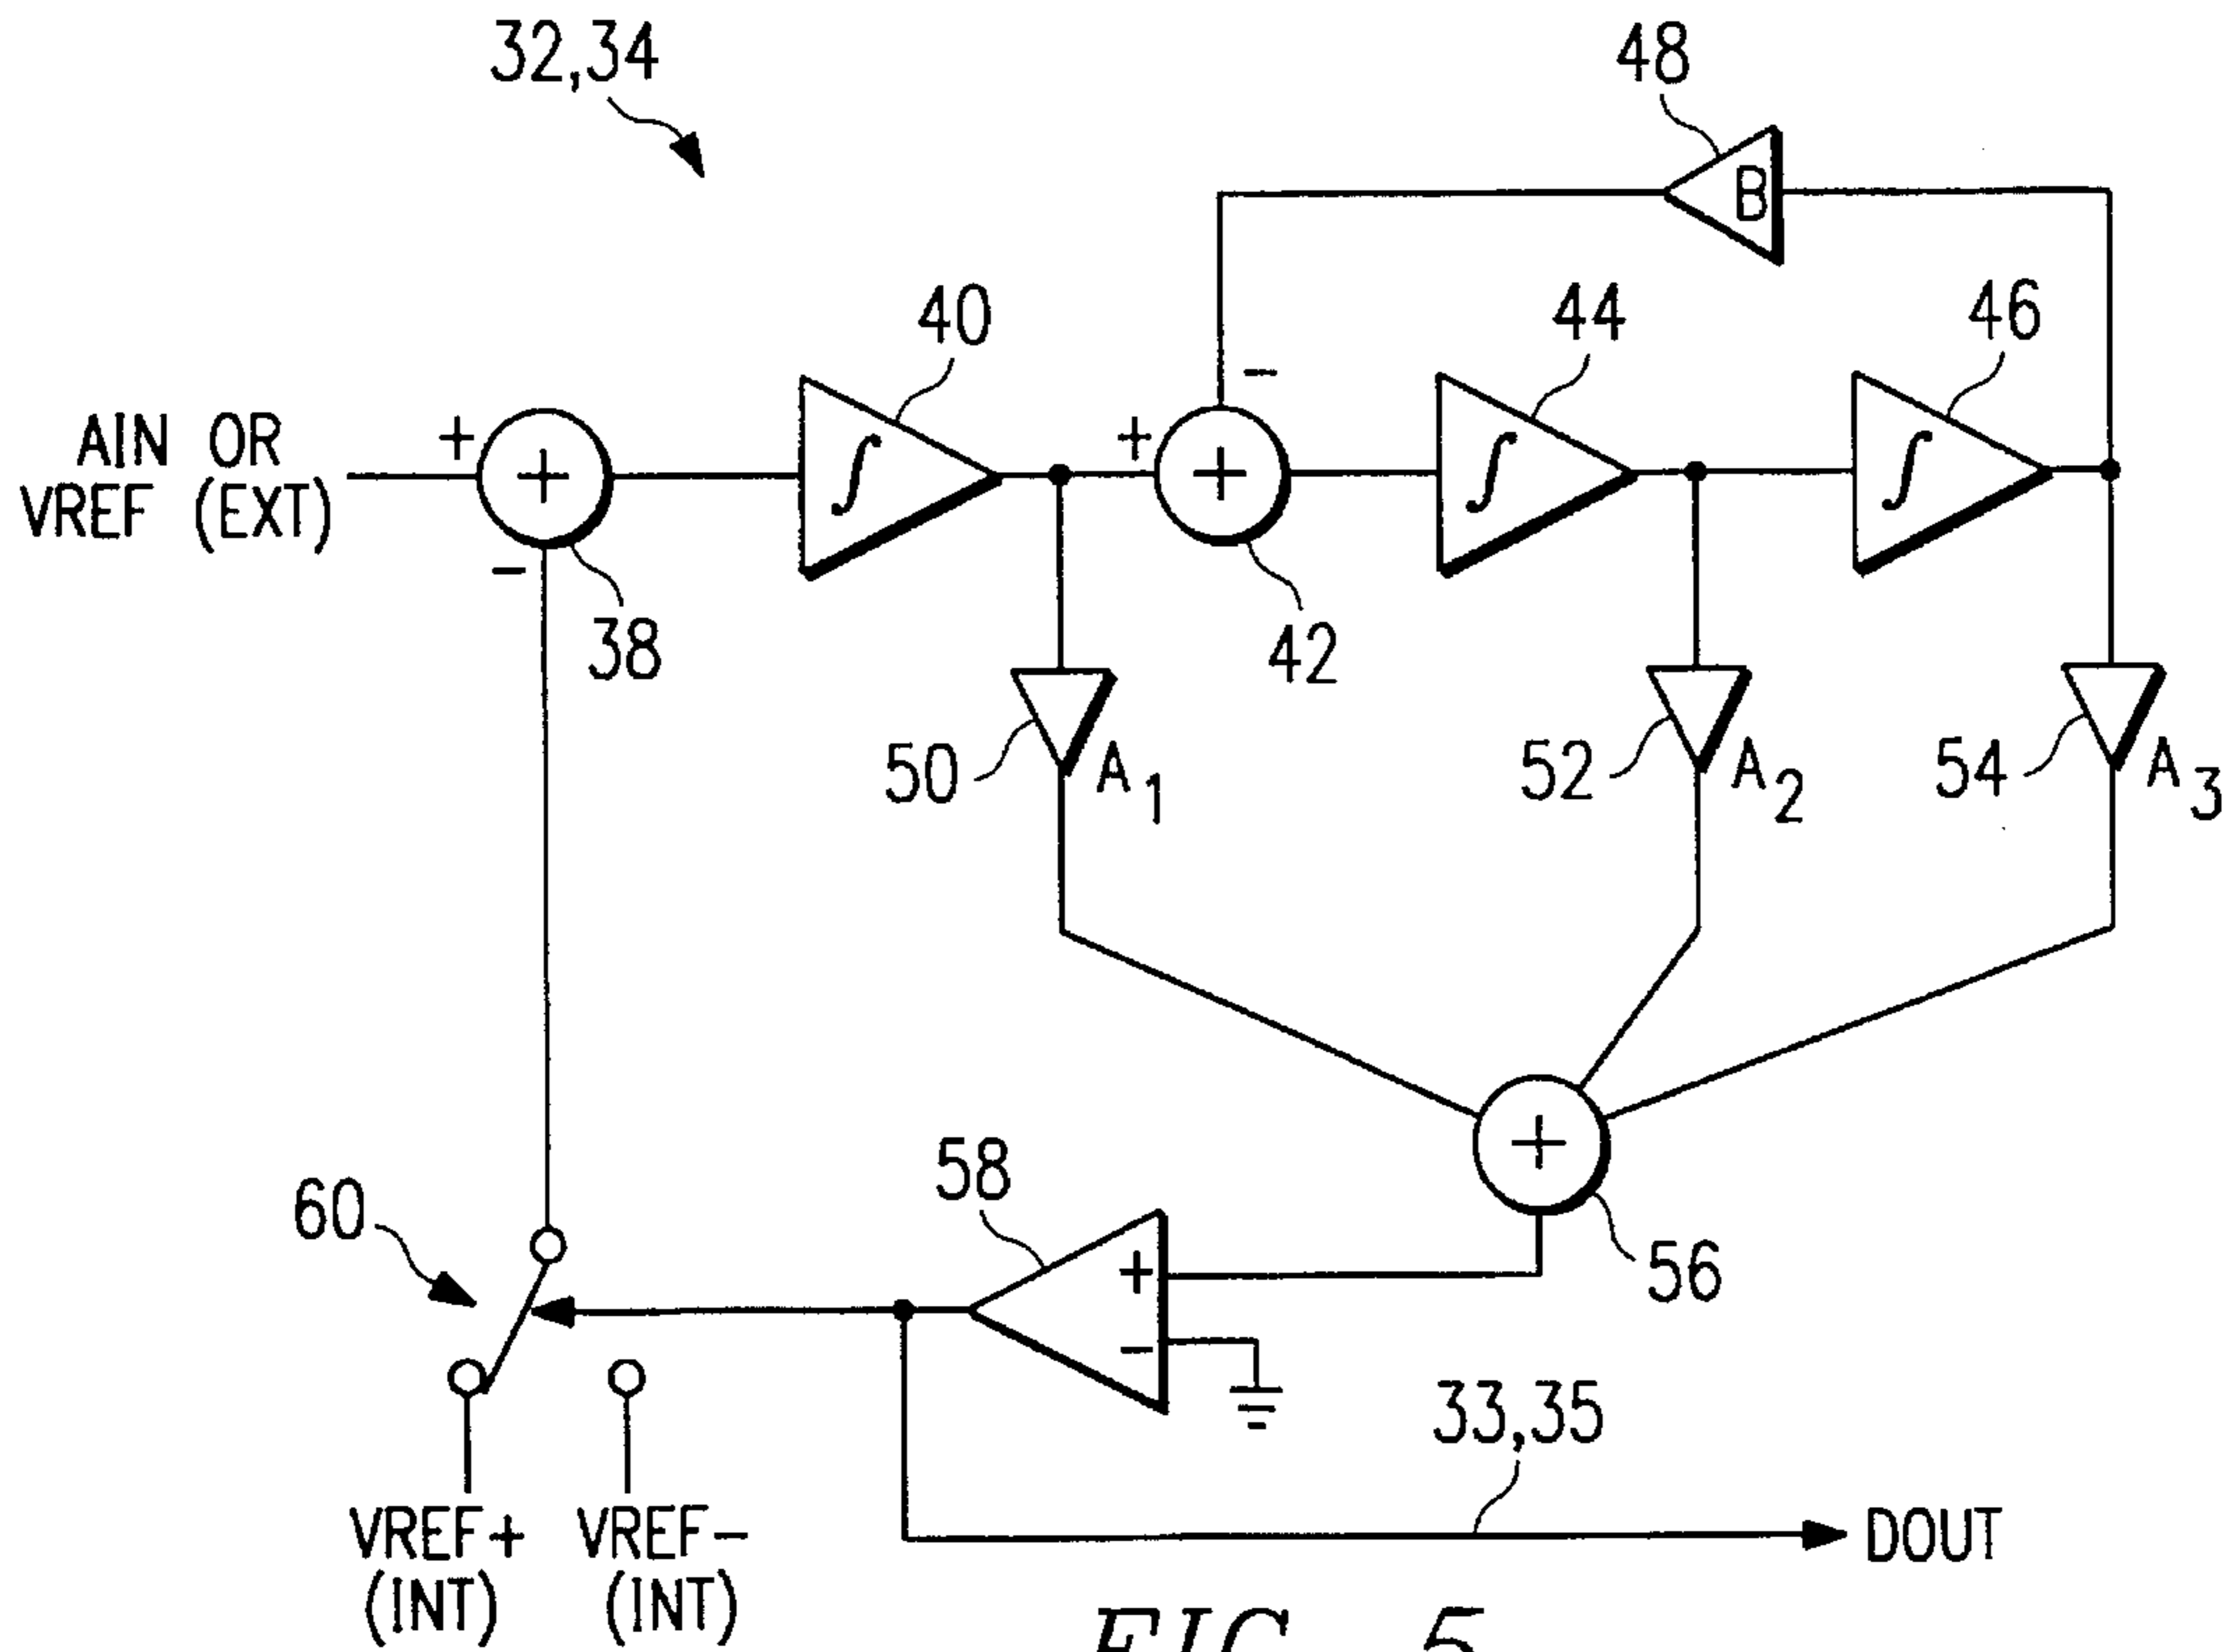 32,34
48
B
40
44
46
AIN OR
VREF (EXT)
+
+
-
+
-
+
∫
∫
∫
38
42
50
A1
52
A2
54
A3
+
56
58
+
-
60
33,35
VREF+
(INT)
VREF-
(INT)
DOUT
FIG. 5